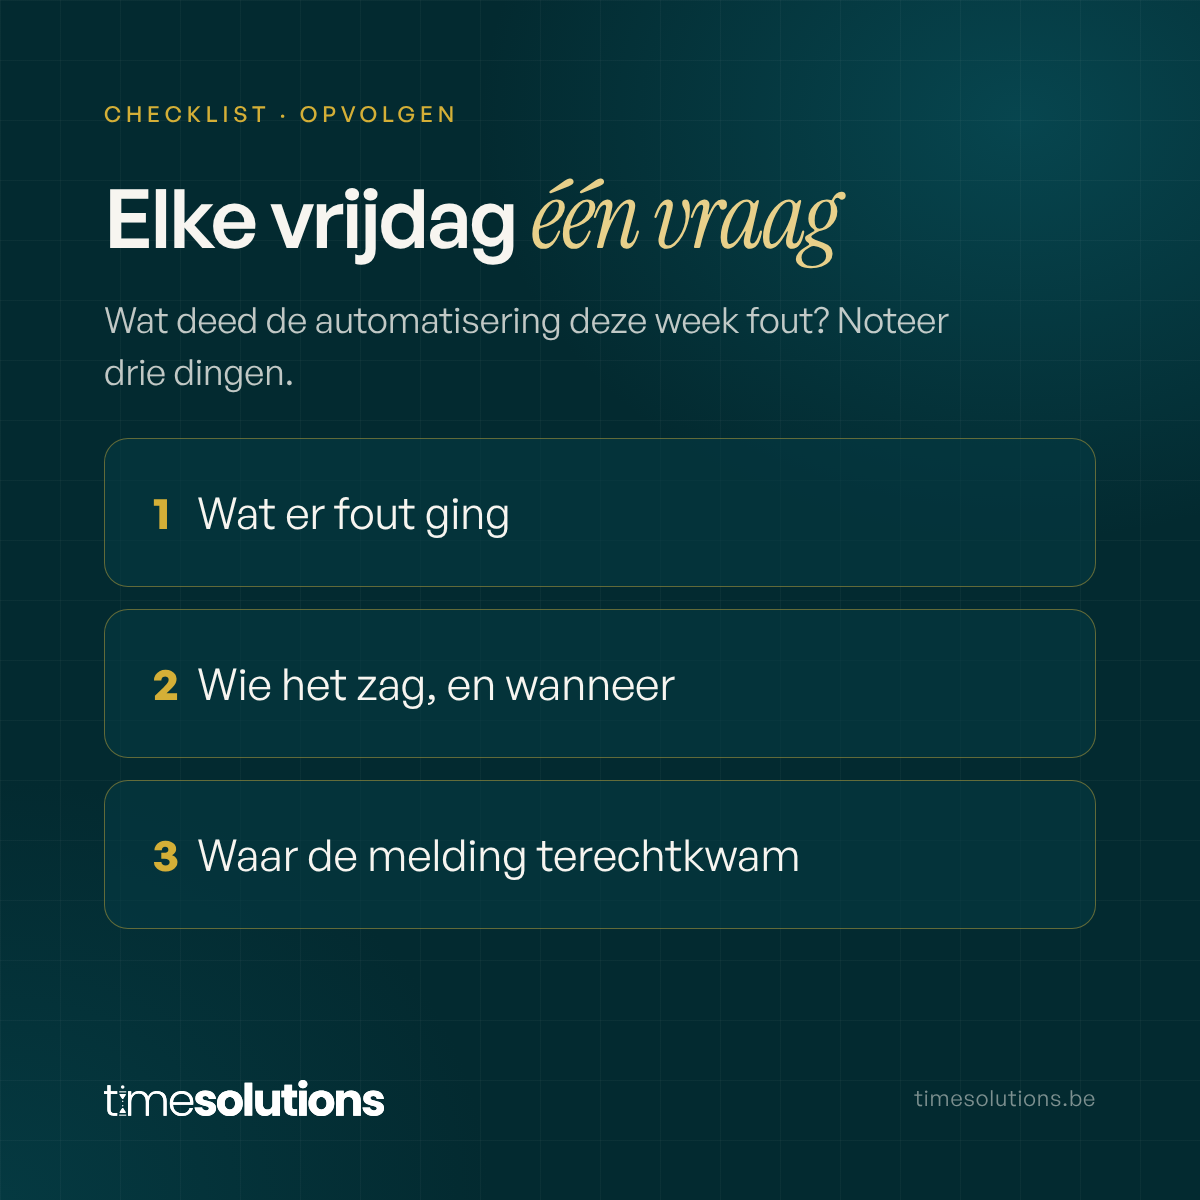 CHECKLIST · OPVOLGEN
Elke vrijdag één vraag
Wat deed de automatisering deze week fout? Noteer
drie dingen.
1 Wat er fout ging
2 Wie het zag, en wanneer
3 Waar de melding terechtkwam
timesolutions
timesolutions.be